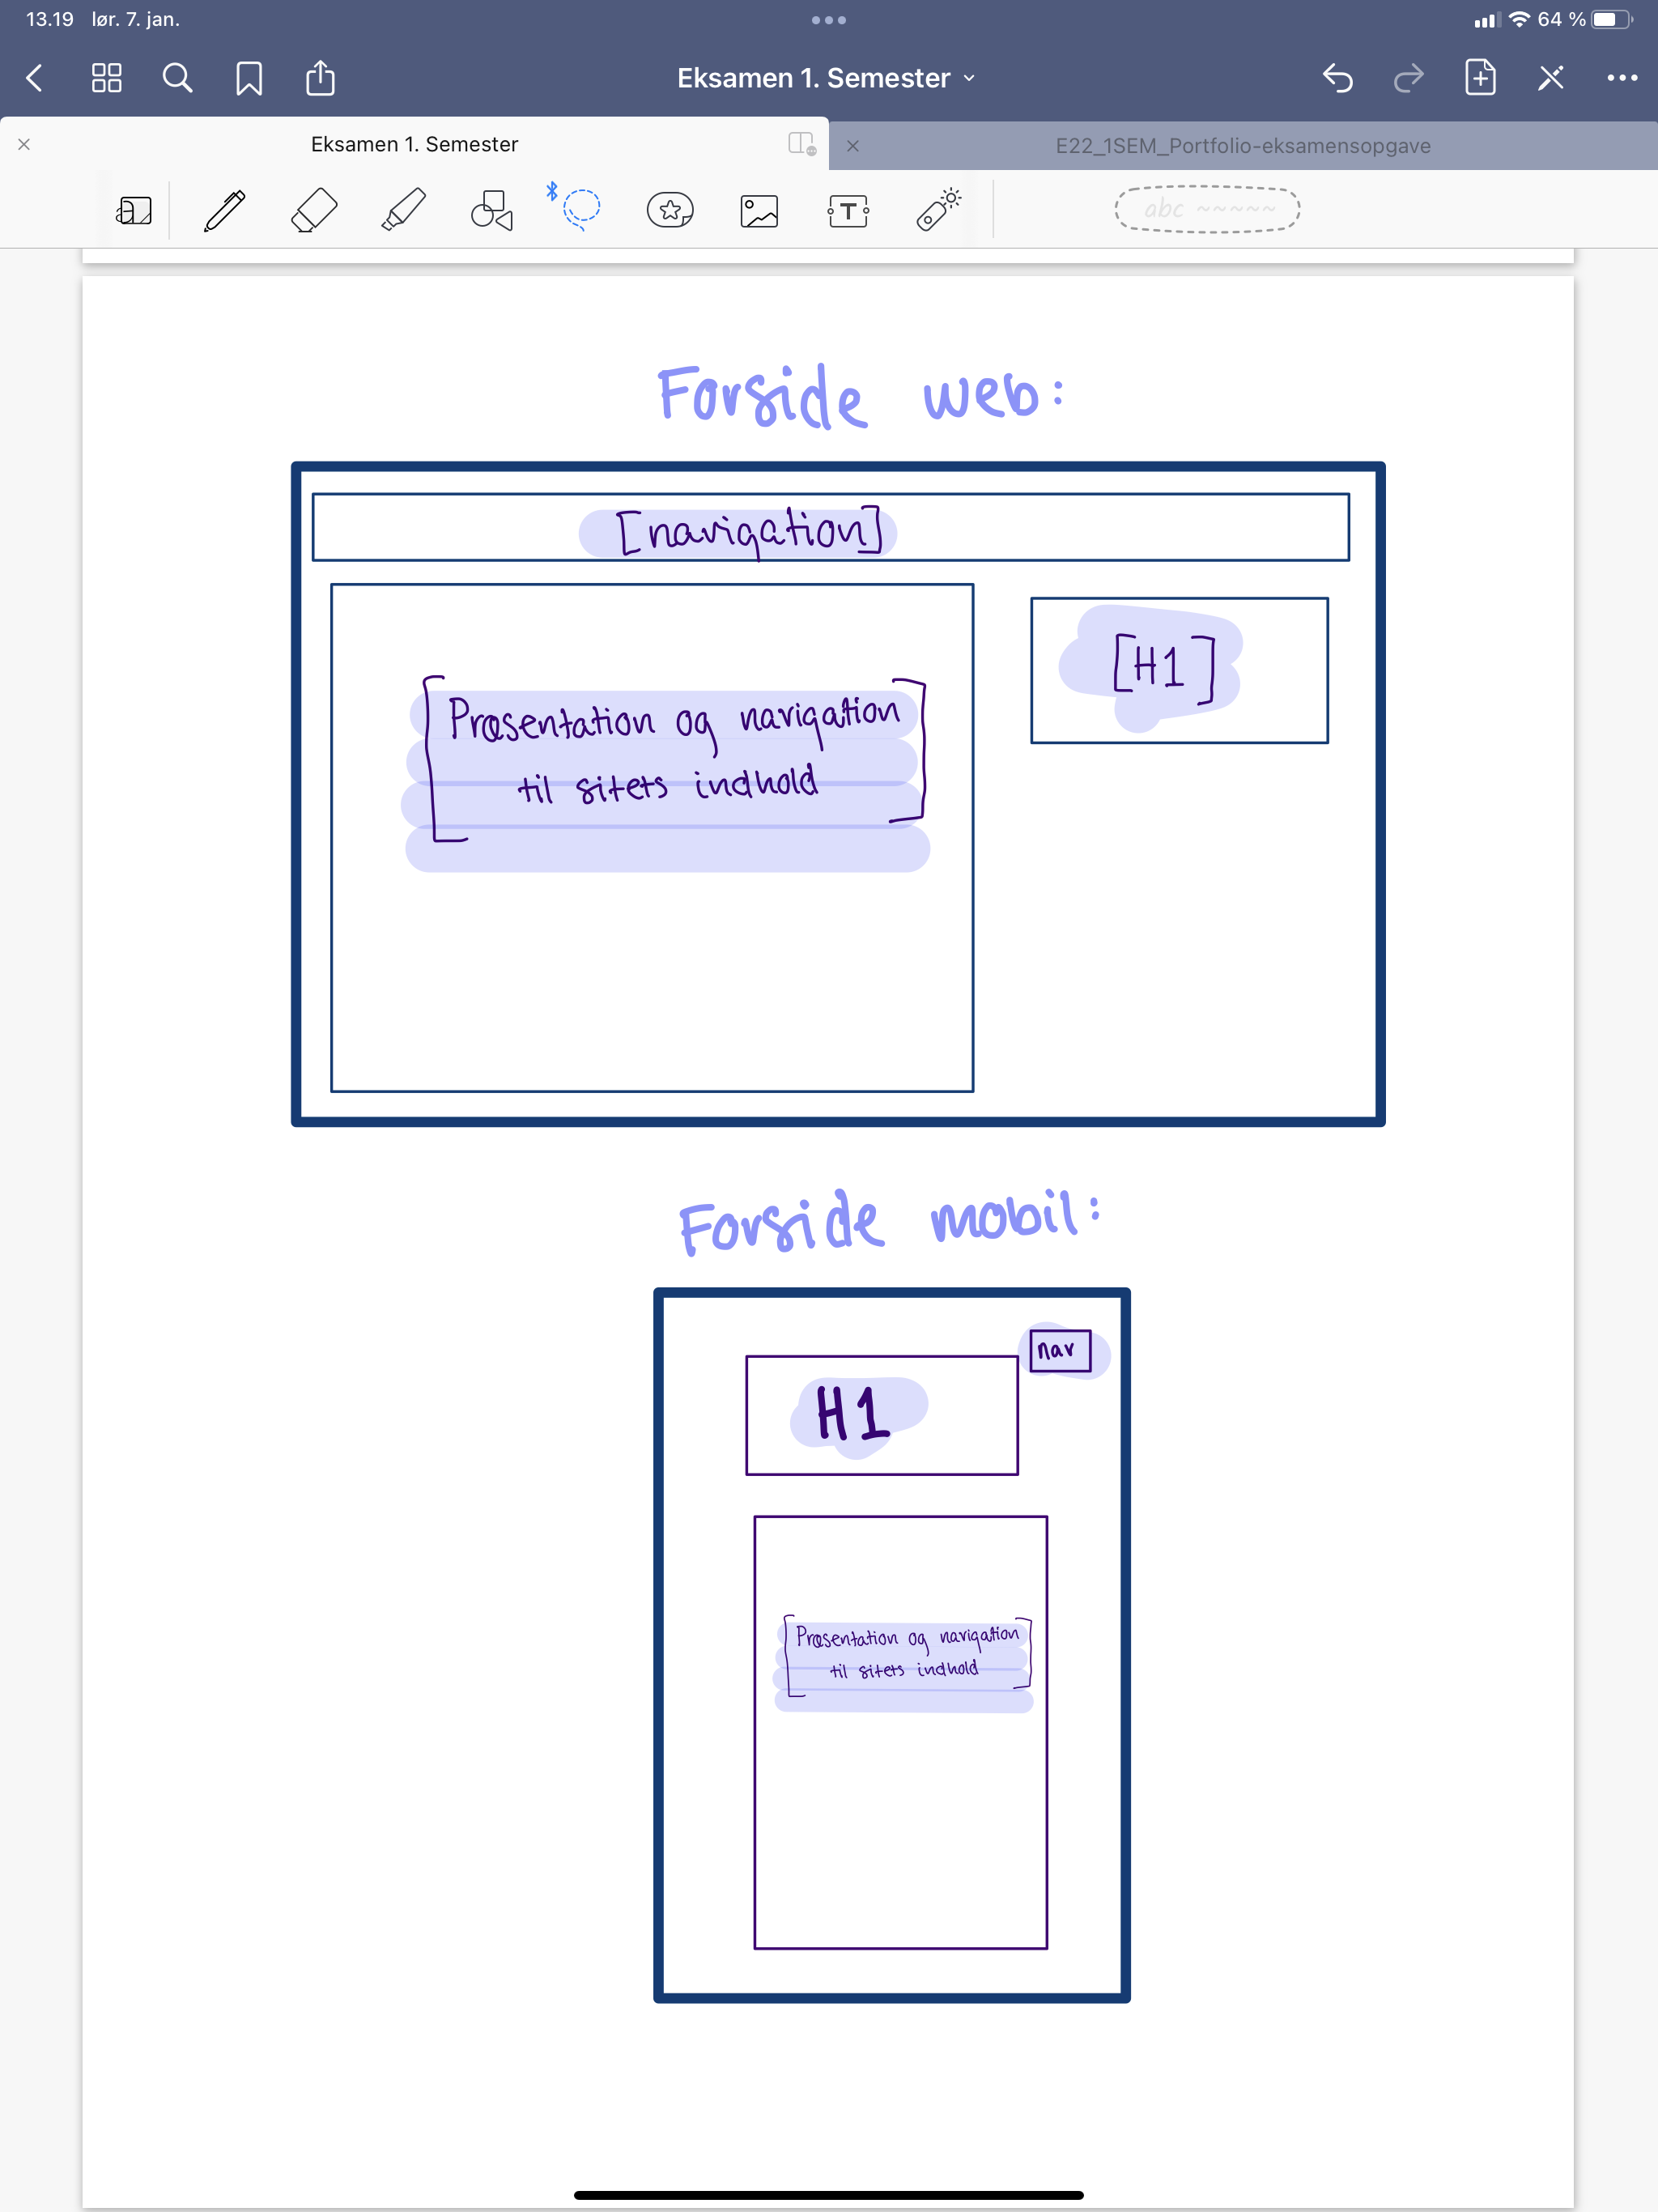 13.19 lør. 7. jan.
64 %
Eksamen 1. Semester
Eksamen 1. Semester
E22_1SEM_Portfolio-eksamensopgave
T
abc
Forside web:
[navigation]
[Præsentation og navigation
til sitets indhold]
[H1]
Forside mobil:
nav
H1
[Præsentation og navigation
til sitets indhold]